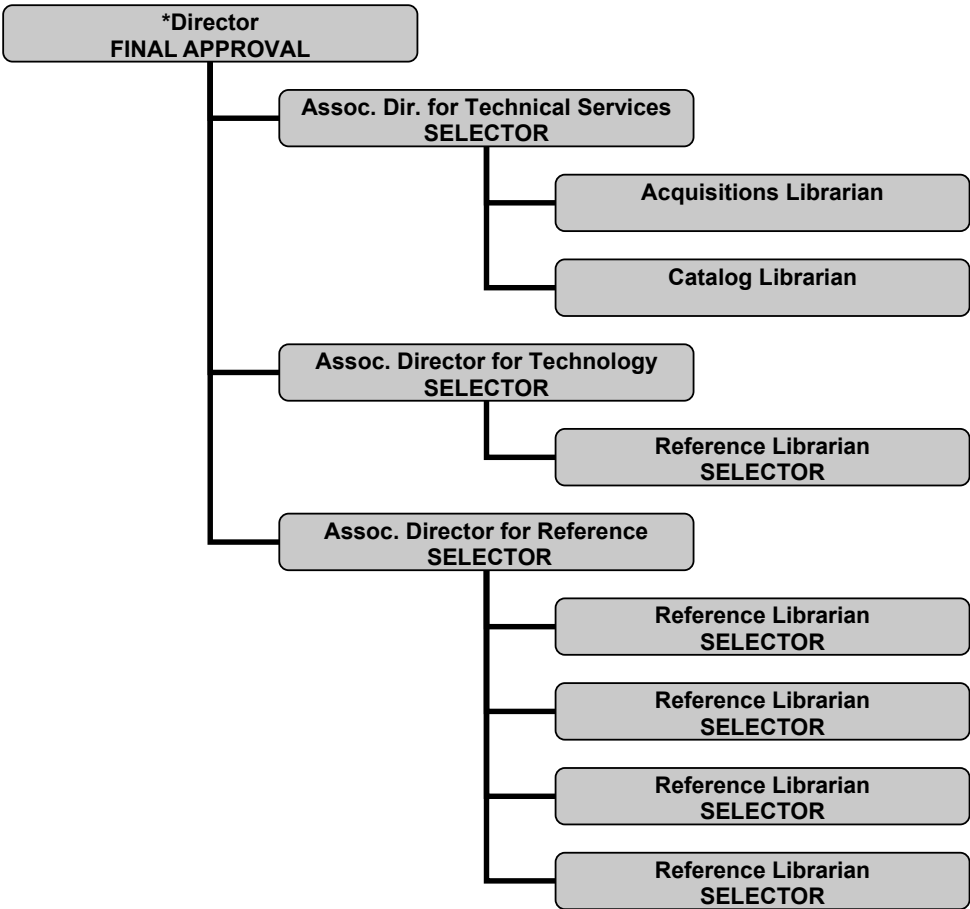 *Director
FINAL APPROVAL
Assoc. Dir. for Technical Services
SELECTOR
Acquisitions Librarian
Catalog Librarian
Assoc. Director for Technology
SELECTOR
Reference Librarian
SELECTOR
Assoc. Director for Reference
SELECTOR
Reference Librarian
SELECTOR
Reference Librarian
SELECTOR
Reference Librarian
SELECTOR
Reference Librarian
SELECTOR